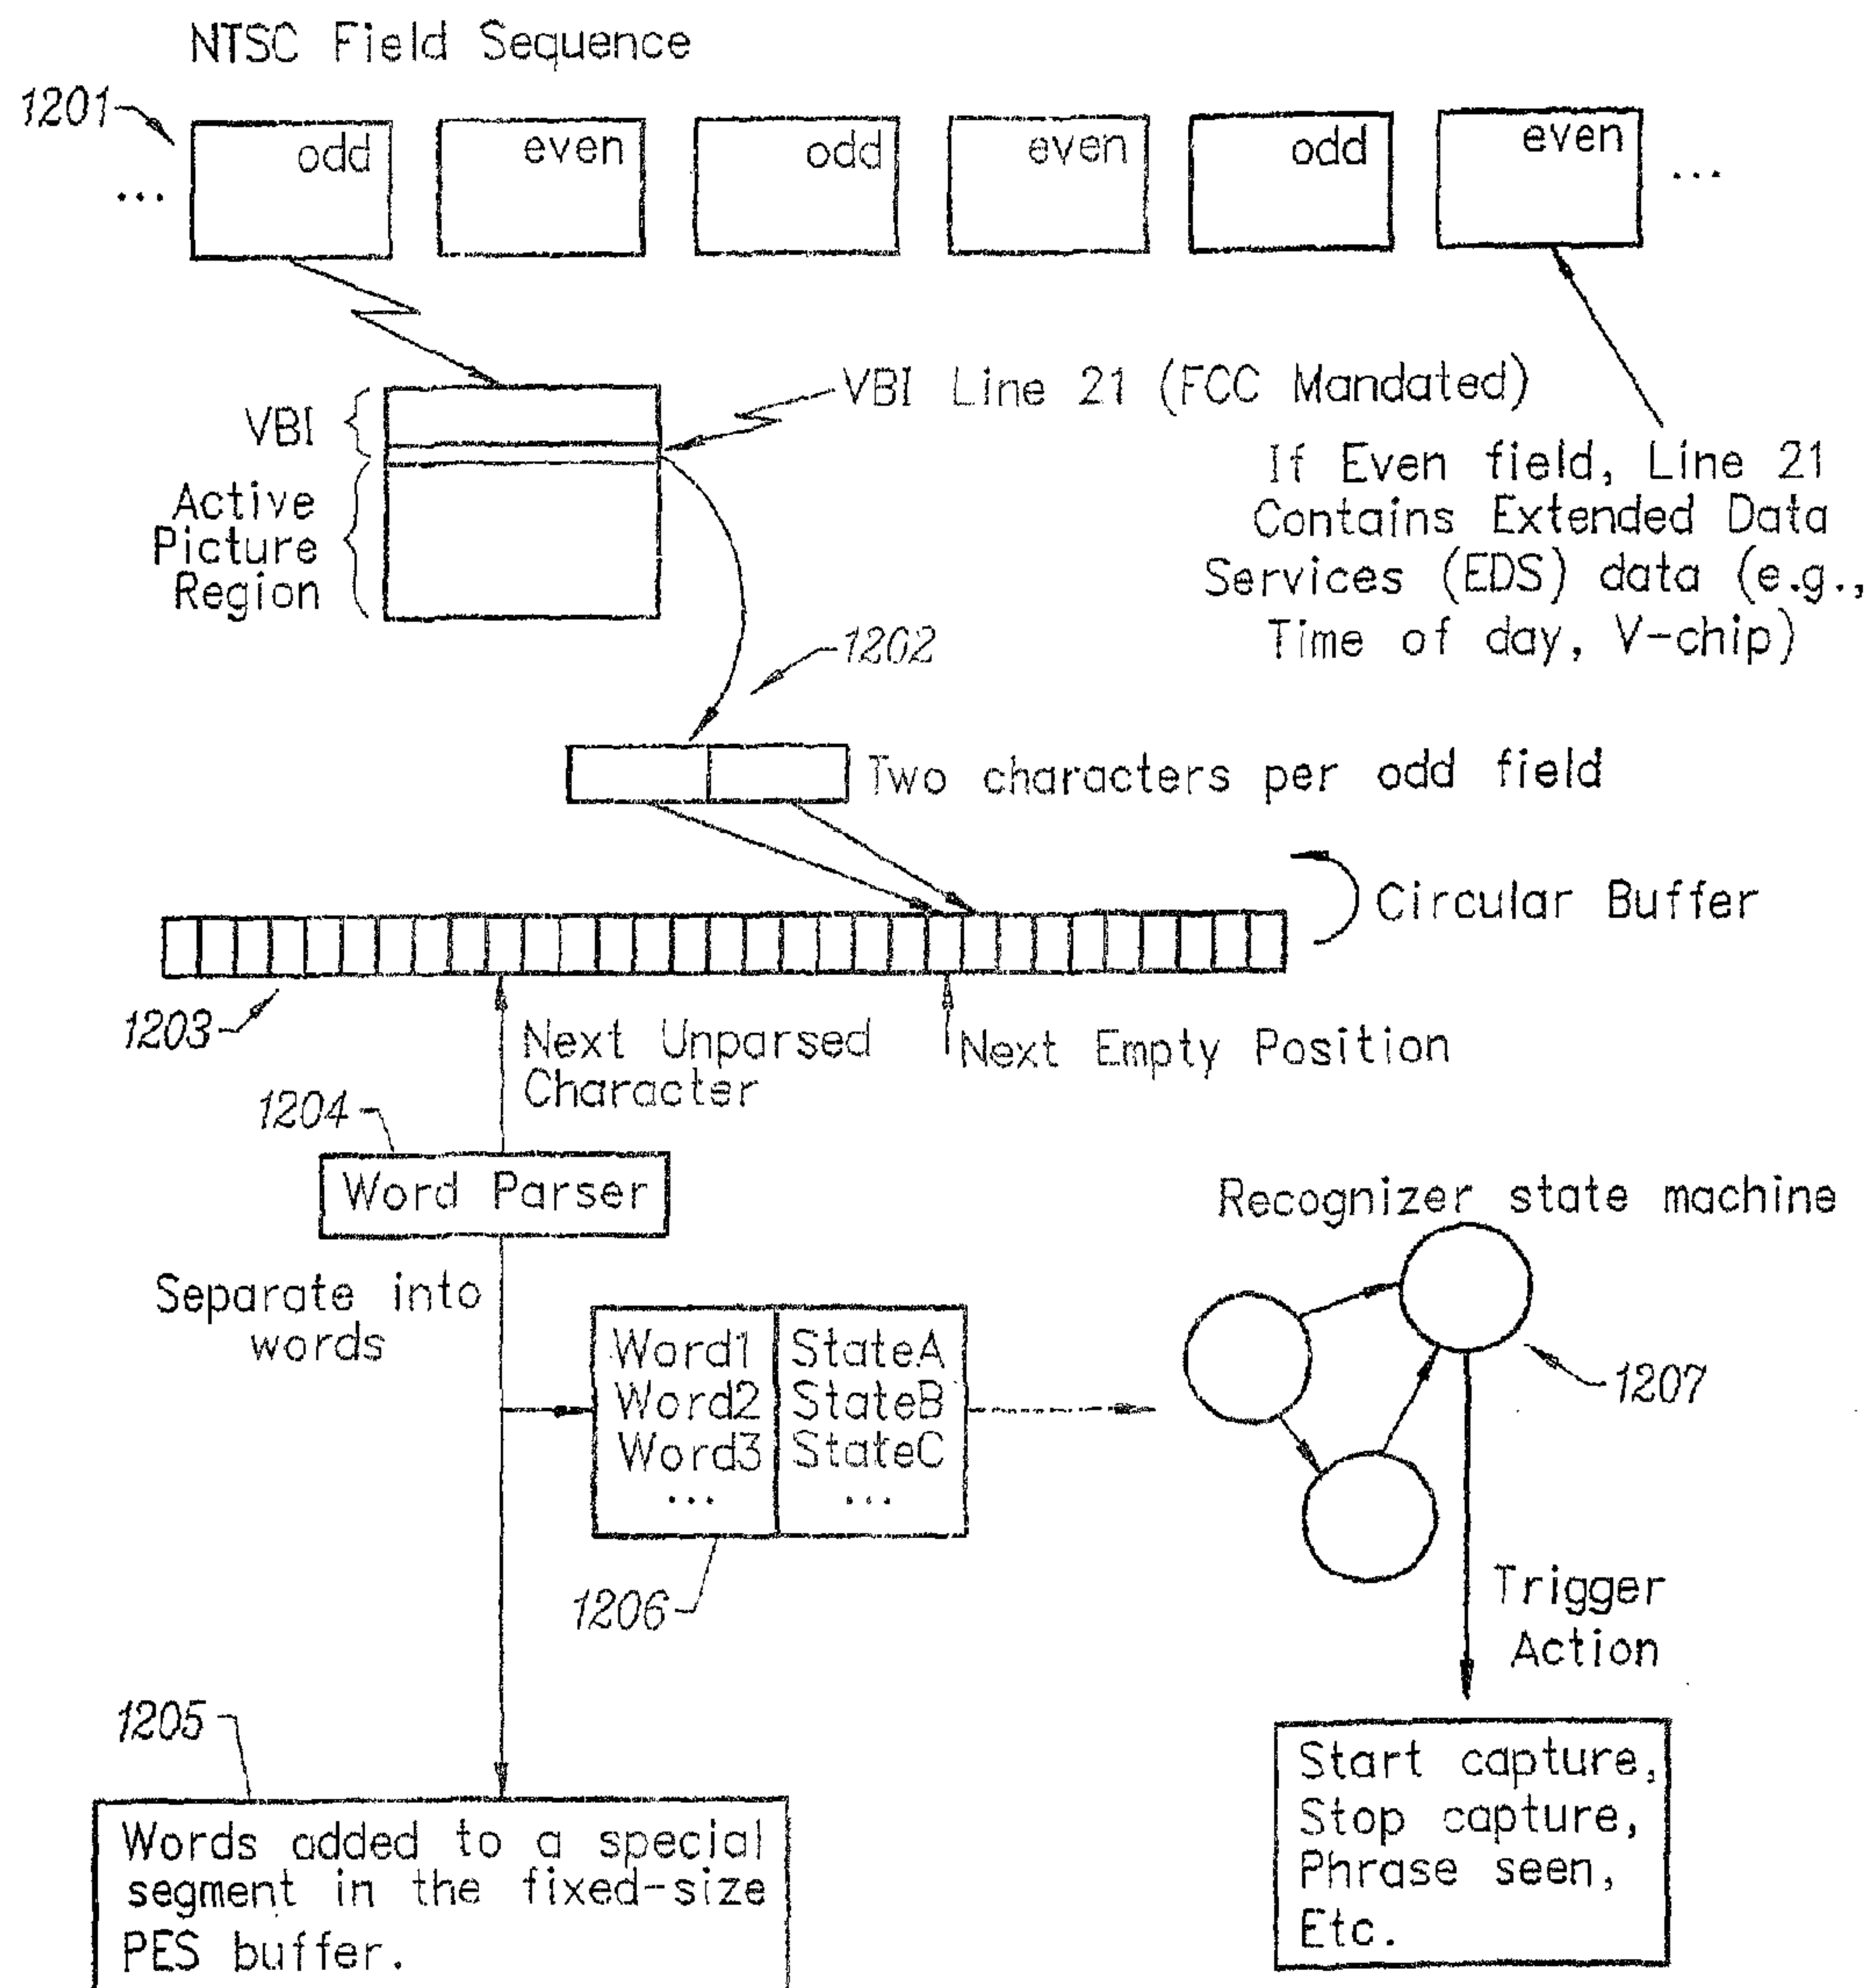 NTSC Field Sequence
1201
odd
even
odd
even
odd
even
...
...
VBI
VBI Line 21 (FCC Mandated)
Active
Picture
Region
If Even field, Line 21
Contains Extended Data
Services (EDS) data (e.g.,
Time of day, V-chip)
1202
Two characters per odd field
Circular Buffer
1203
Next Unparsed
Character
Next Empty Position
1204
Word Parser
Separate into
words
Word1 StateA
Word2 StateB
Word3 StateC
... ...
1206
Recognizer state machine
1207
Trigger
Action
1205
Words added to a special
segment in the fixed-size
PES buffer.
Start capture,
Stop capture,
Phrase seen,
Etc.